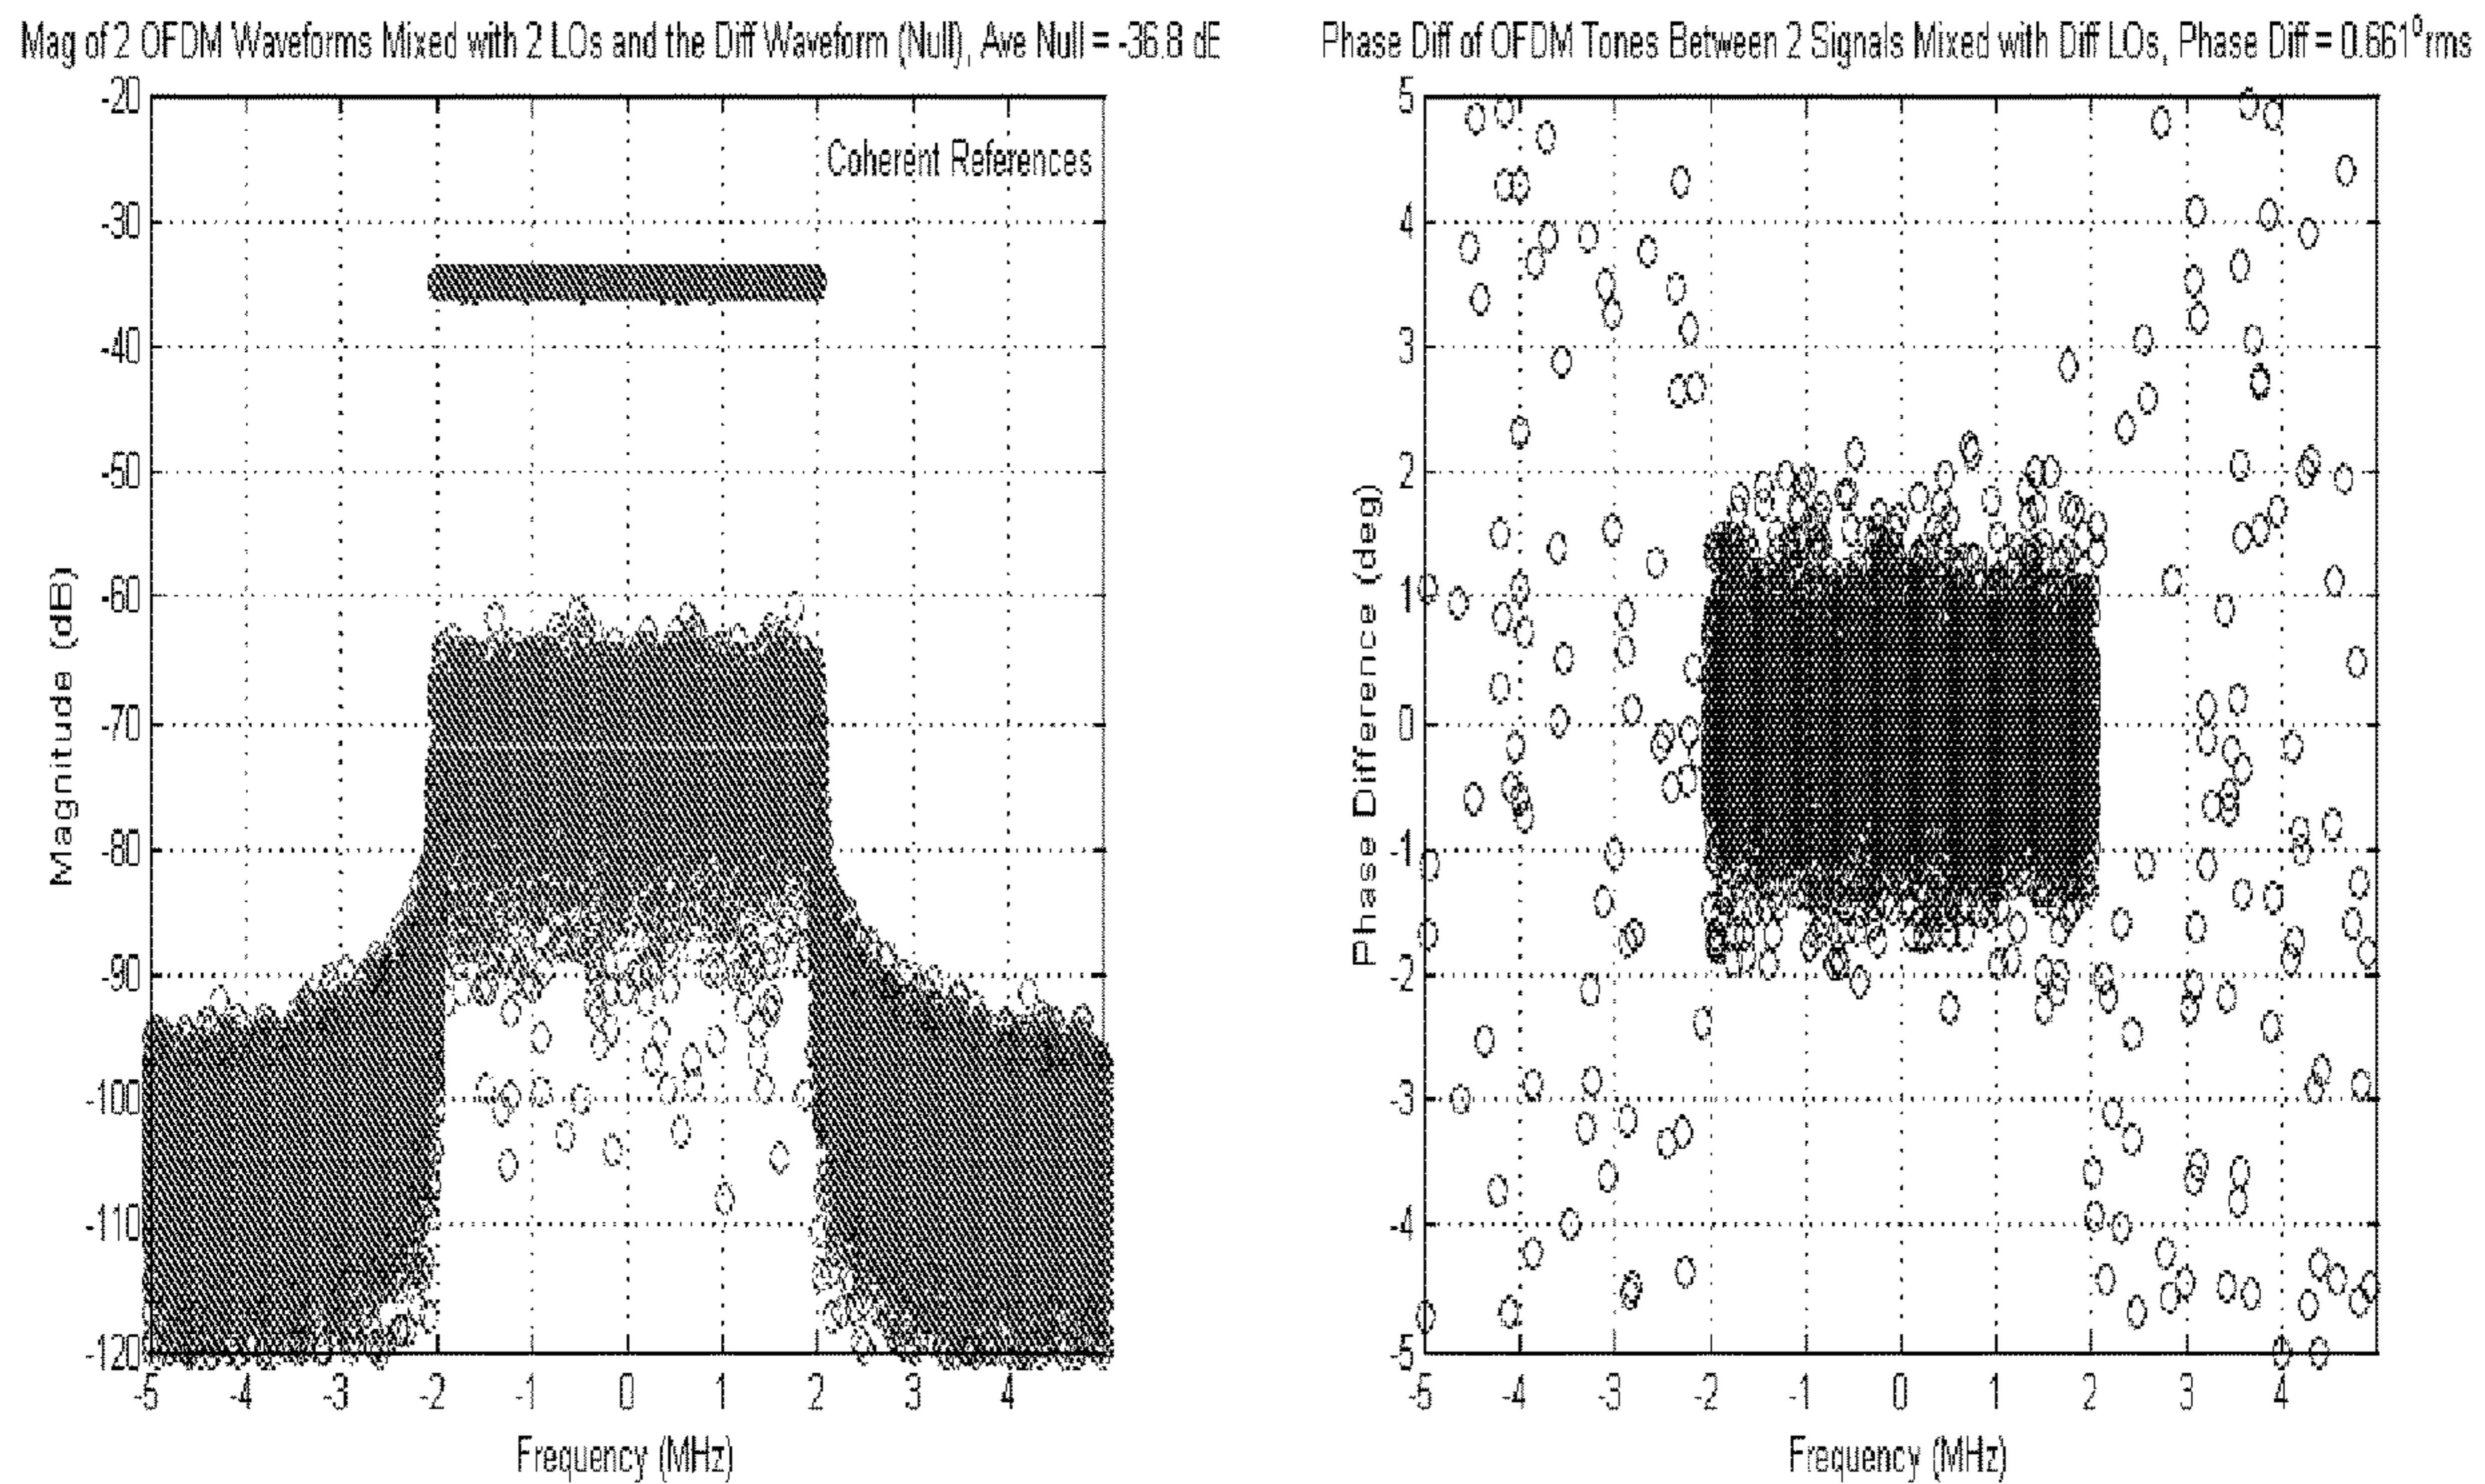 Mag of 2 OFDM Waveforms Mixed with 2 LOs and the Diff Waveform (Null), Ave Null = -36.8 dE
Coherent References
Magnitude (dB)
-20
-30
-40
-50
-60
-70
-80
-90
-100
-110
-120
-5 -4 -3 -2 -1 0 1 2 3 4
Frequency (MHz)
Phase Diff of OFDM Tones Between 2 Signals Mixed with Diff LOs, Phase Diff = 0.661⁰rms
Phase Difference (deg)
5
4
3
2
1
0
-1
-2
-3
-4
-5
-5 -4 -3 -2 -1 0 1 2 3 4
Frequency (MHz)